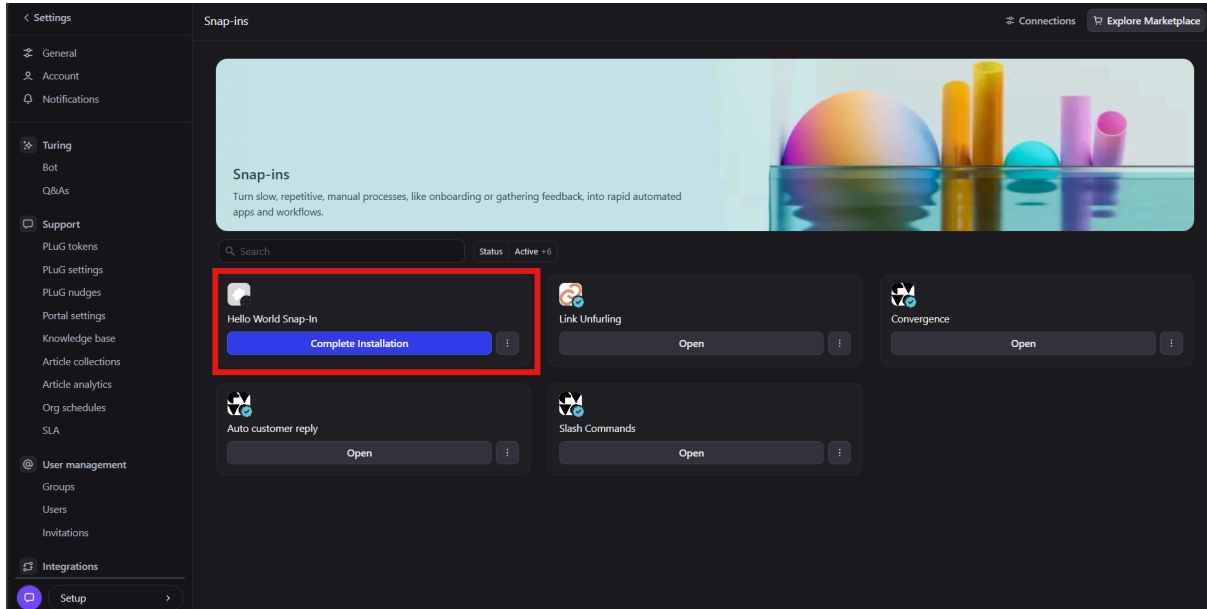 Settings
General
Account
Notifications
Turing
Bot
Q&As
Support
PLuG tokens
PLuG settings
PLuG nudges
Portal settings
Knowledge base
Article collections
Article analytics
Org schedules
SLA
User management
Groups
Users
Invitations
Integrations
Setup
Snap-ins
Connections
Explore Marketplace
Snap-ins
Turn slow, repetitive, manual processes, like onboarding or gathering feedback, into rapid automated
apps and workflows.
Search
Status Active +6
Hello World Snap-In
Complete Installation
Link Unfurling
Open
Convergence
Open
Auto customer reply
Open
Slash Commands
Open